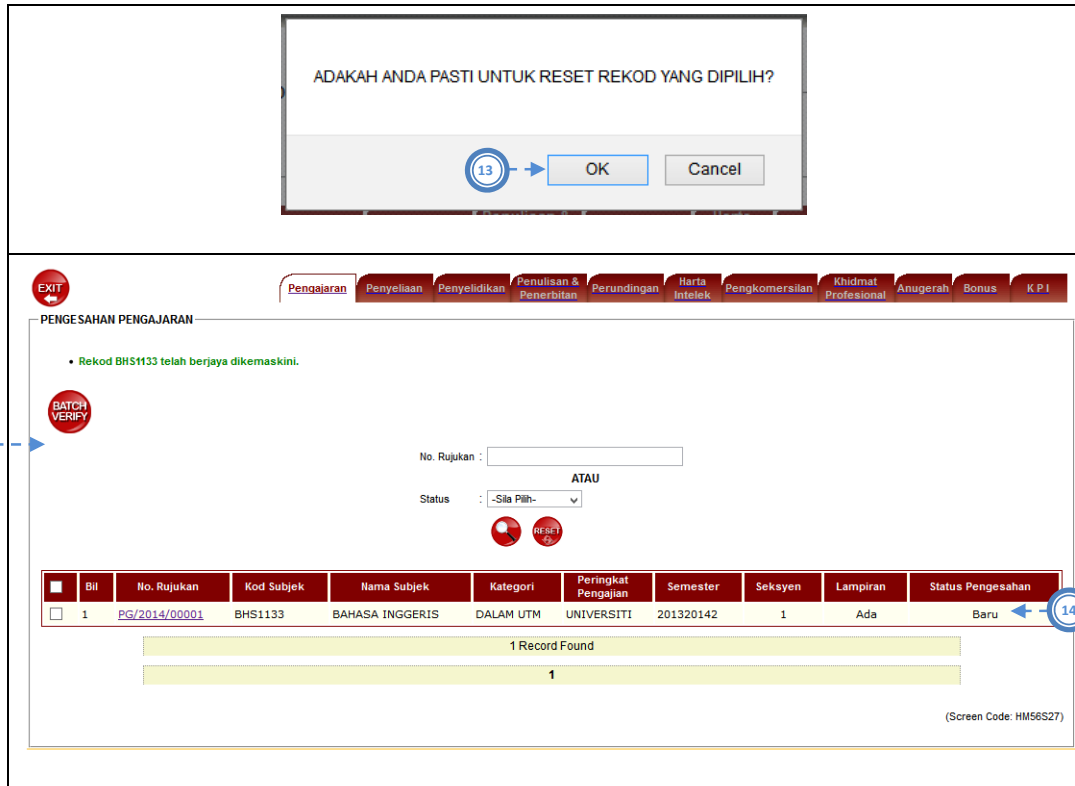 ADAKAH ANDA PASTI UNTUK RESET REKOD YANG DIPILIH?
13
OK
Cancel
EXIT
Pengajaran
Penyeliaan
Penyelidikan
Penulisan &
Penerbitan
Perundingan
Harta
Intelek
Pengkomersilan
Khidmat
Profesional
Anugerah
Bonus
K P I
PENGESAHAN PENGAJARAN
• Rekod BHS1133 telah berjaya dikemaskini.
BATCH
VERIFY
No. Rujukan :
ATAU
Status : -Sila Pilih-
RESET
Bil No. Rujukan Kod Subjek Nama Subjek Kategori Peringkat Pengajian Semester Seksyen Lampiran Status Pengesahan
1 PG/2014/00001 BHS1133 BAHASA INGGERIS DALAM UTM UNIVERSITI 201320142 1 Ada Baru
14
1 Record Found
1
(Screen Code: HM56S27)